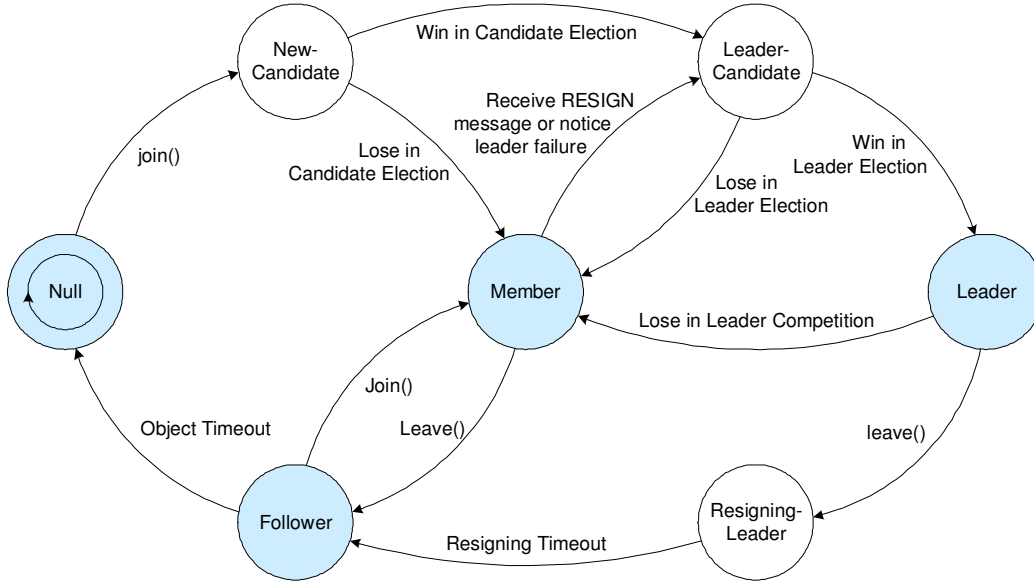 New-
Candidate
Win in Candidate Election
Leader-
Candidate
Receive RESIGN
message or notice
leader failure
join()
Lose in
Candidate Election
Win in
Leader Election
Lose in
Leader Election
Null
Member
Leader
Lose in Leader Competition
Join()
Leave()
Object Timeout
leave()
Follower
Resigning-
Leader
Resigning Timeout